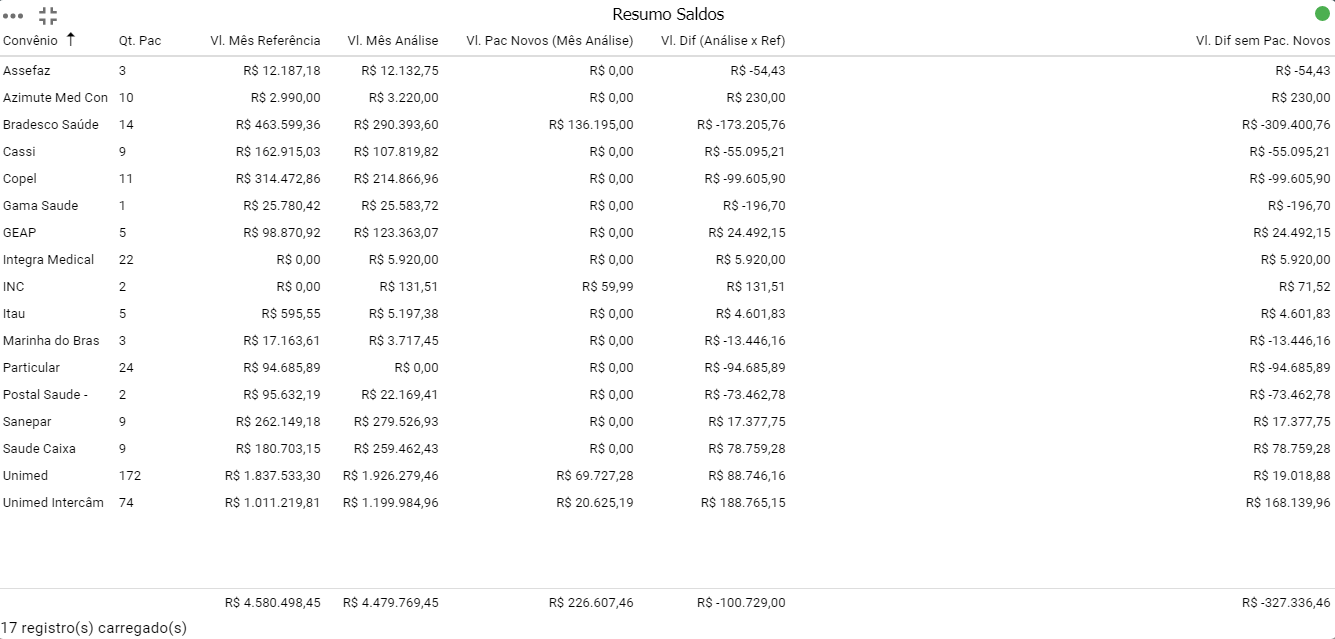 Resumo Saldos
Convênio ↑ Qt. Pac Vl. Mês Referência Vl. Mês Análise Vl. Pac Novos (Mês Análise) Vl. Dif (Análise x Ref) Vl. Dif sem Pac. Novos
Assefaz 3 R$ 12.187,18 R$ 12.132,75 R$ 0,00 R$ -54,43 R$ -54,43
Azimute Med Con 10 R$ 2.990,00 R$ 3.220,00 R$ 0,00 R$ 230,00 R$ 230,00
Bradesco Saúde 14 R$ 463.599,36 R$ 290.393,60 R$ 136.195,00 R$ -173.205,76 R$ -309.400,76
Cassi 9 R$ 162.915,03 R$ 107.819,82 R$ 0,00 R$ -55.095,21 R$ -55.095,21
Copel 11 R$ 314.472,86 R$ 214.866,96 R$ 0,00 R$ -99.605,90 R$ -99.605,90
Gama Saude 1 R$ 25.780,42 R$ 25.583,72 R$ 0,00 R$ -196,70 R$ -196,70
GEAP 5 R$ 98.870,92 R$ 123.363,07 R$ 0,00 R$ 24.492,15 R$ 24.492,15
Integra Medical 22 R$ 0,00 R$ 5.920,00 R$ 0,00 R$ 5.920,00 R$ 5.920,00
INC 2 R$ 0,00 R$ 131,51 R$ 59,99 R$ 131,51 R$ 71,52
Itau 5 R$ 595,55 R$ 5.197,38 R$ 0,00 R$ 4.601,83 R$ 4.601,83
Marinha do Bras 3 R$ 17.163,61 R$ 3.717,45 R$ 0,00 R$ -13.446,16 R$ -13.446,16
Particular 24 R$ 94.685,89 R$ 0,00 R$ 0,00 R$ -94.685,89 R$ -94.685,89
Postal Saude - 2 R$ 95.632,19 R$ 22.169,41 R$ 0,00 R$ -73.462,78 R$ -73.462,78
Sanepar 9 R$ 262.149,18 R$ 279.526,93 R$ 0,00 R$ 17.377,75 R$ 17.377,75
Saude Caixa 9 R$ 180.703,15 R$ 259.462,43 R$ 0,00 R$ 78.759,28 R$ 78.759,28
Unimed 172 R$ 1.837.533,30 R$ 1.926.279,46 R$ 69.727,28 R$ 88.746,16 R$ 19.018,88
Unimed Intercâm 74 R$ 1.011.219,81 R$ 1.199.984,96 R$ 20.625,19 R$ 188.765,15 R$ 168.139,96
R$ 4.580.498,45 R$ 4.479.769,45 R$ 226.607,46 R$ -100.729,00 R$ -327.336,46
17 registro(s) carregado(s)